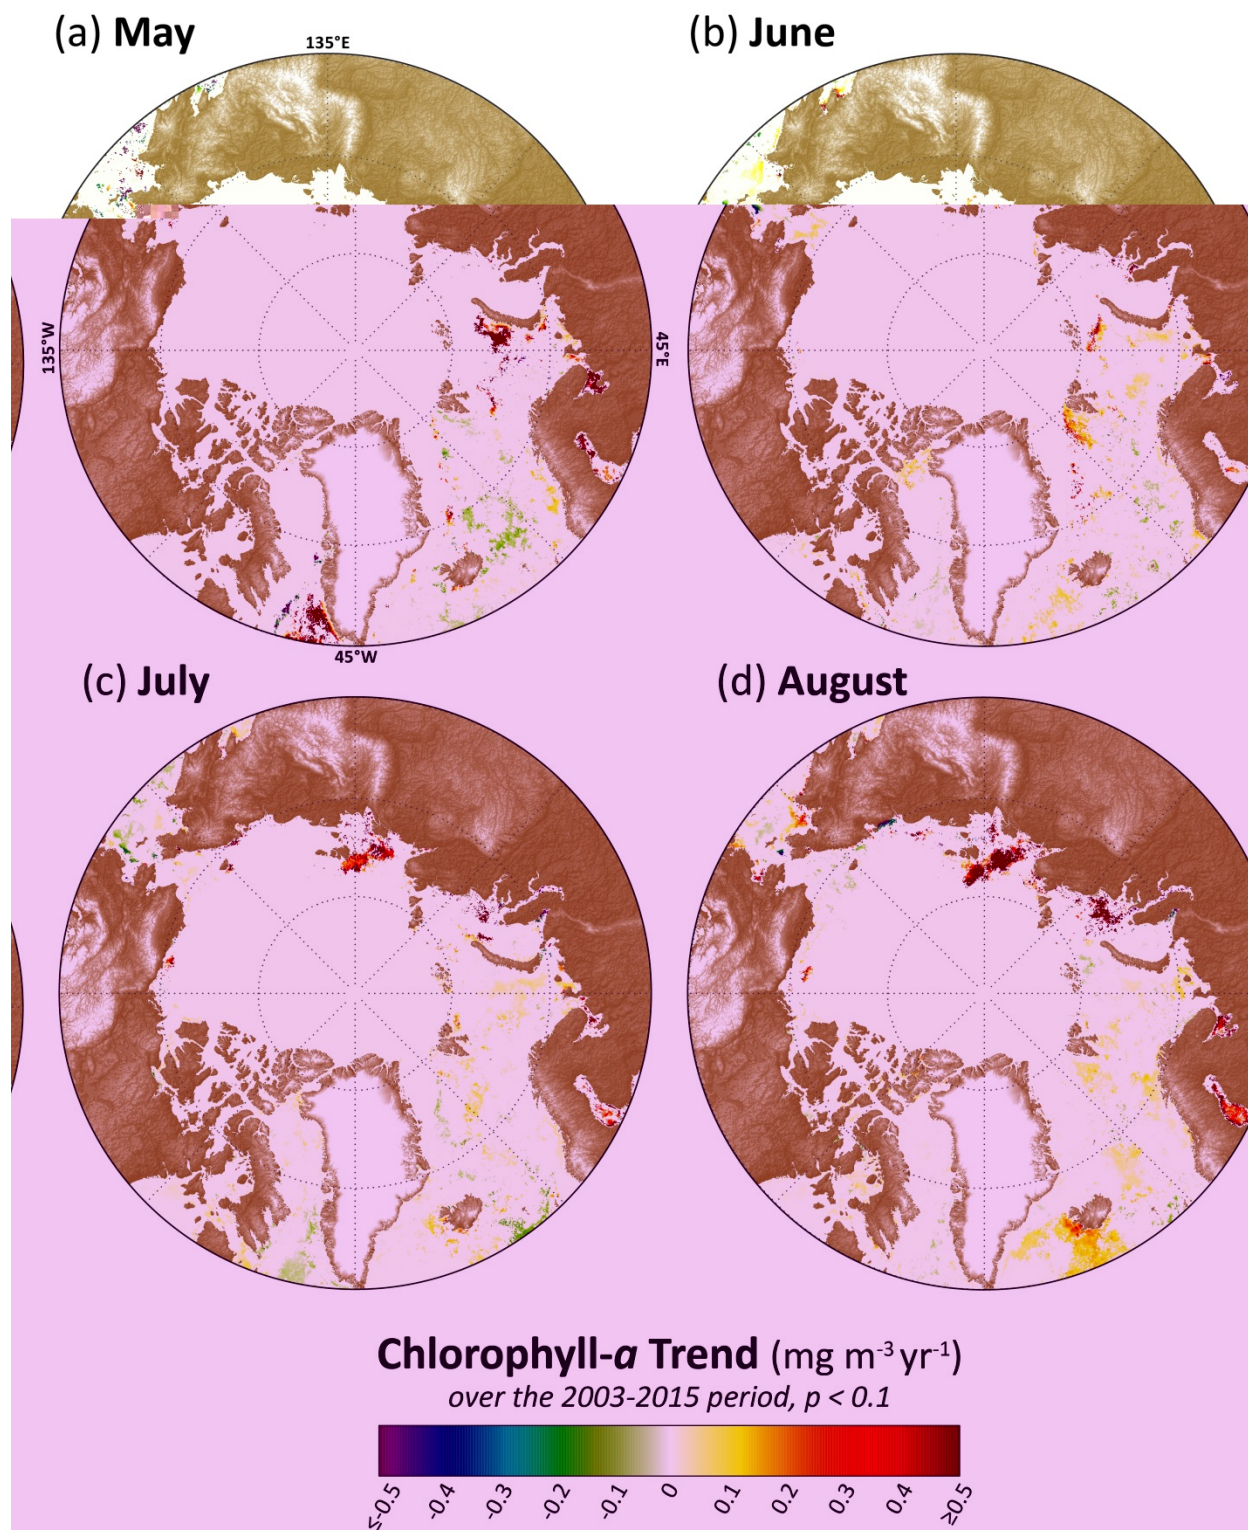 (a) May
135°E
(b) June
135°W
45°E
45°W
(c) July
(d) August
Chlorophyll-a Trend (mg m⁻³ yr⁻¹)
over the 2003-2015 period, p < 0.1
≤-0.5 -0.4 -0.3 -0.2 -0.1 0 0.1 0.2 0.3 0.4 ≥0.5